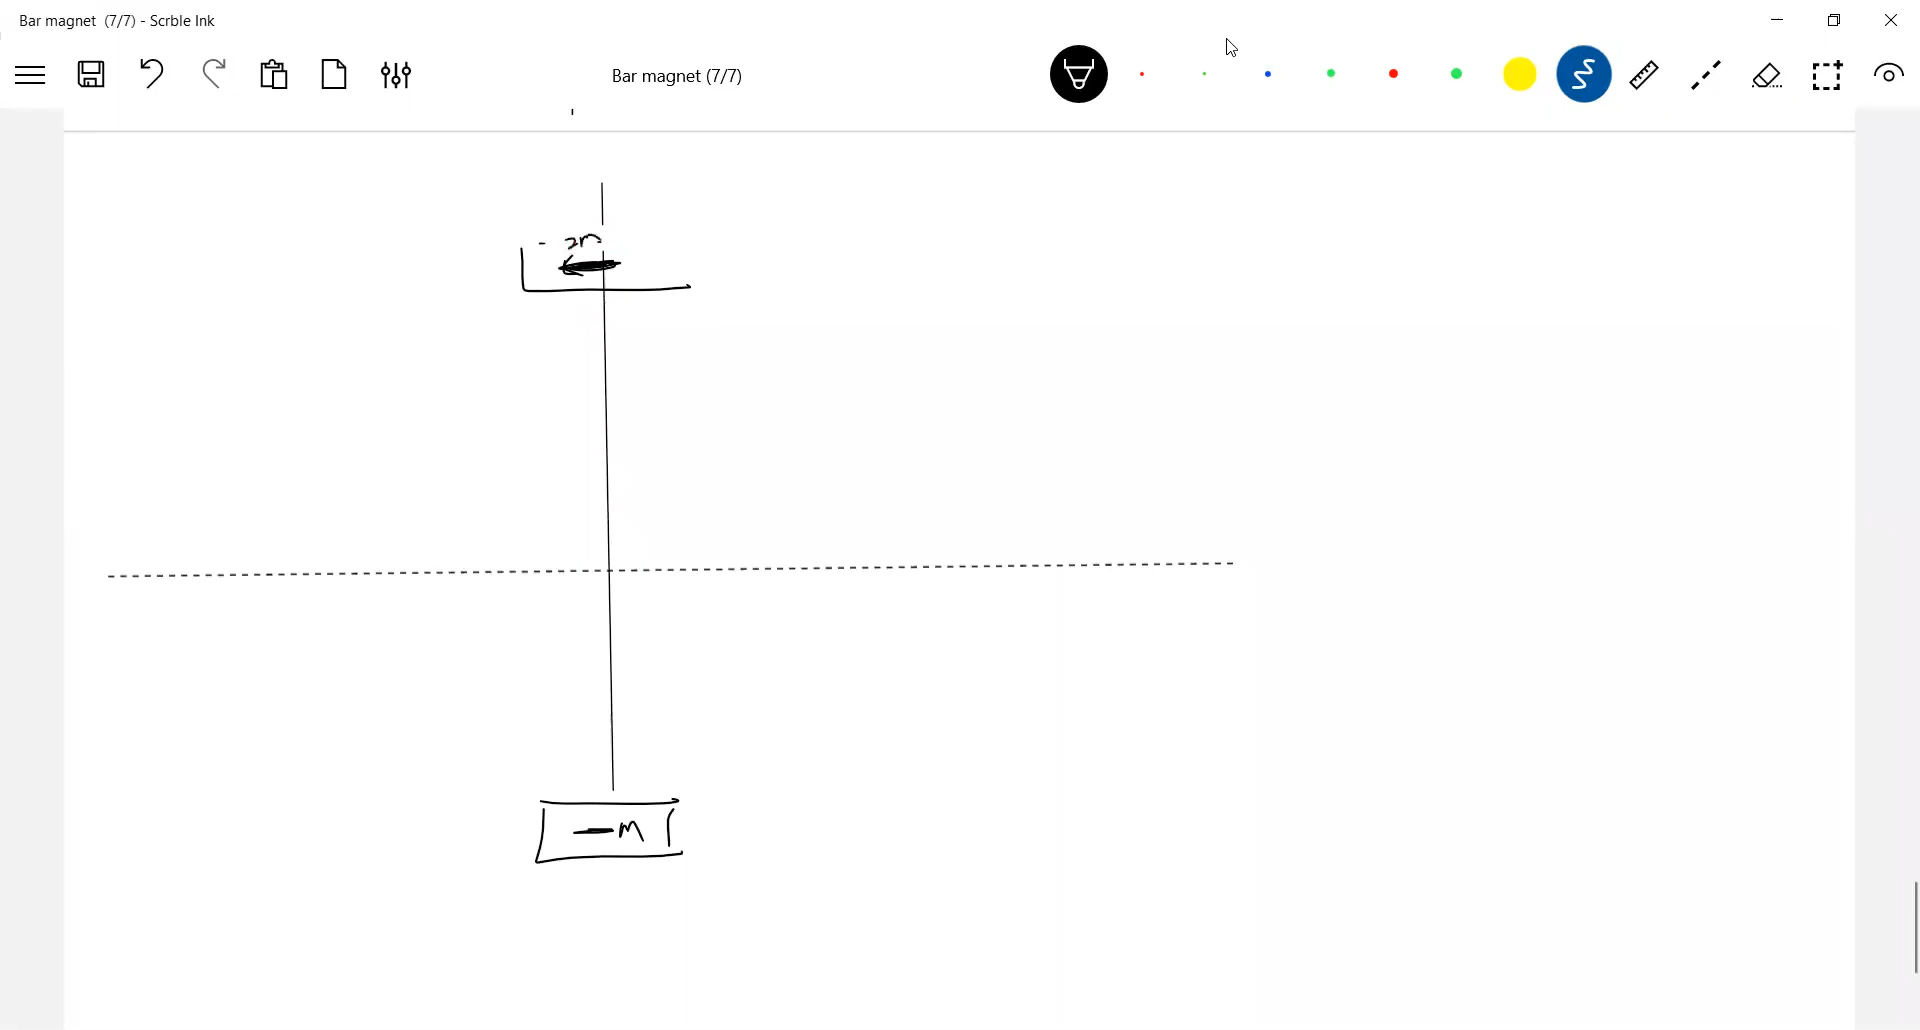 Bar magnet (7/7) - Scrble Ink
Bar magnet (7/7)
- 2m
-m